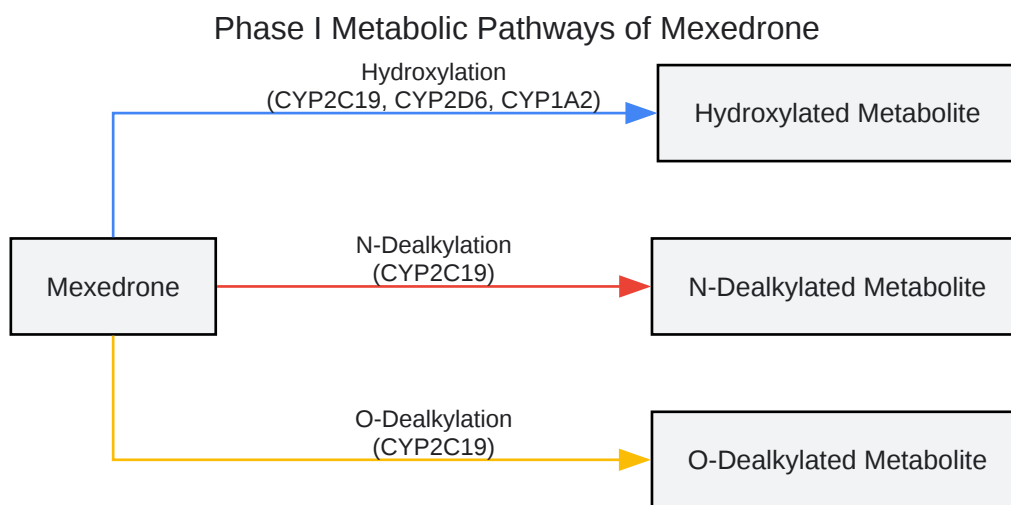 Phase I Metabolic Pathways of Mexedrone
Hydroxylation
(CYP2C19, CYP2D6, CYP1A2)
Hydroxylated Metabolite
N-Dealkylation
(CYP2C19)
Mexedrone
N-Dealkylated Metabolite
O-Dealkylation
(CYP2C19)
O-Dealkylated Metabolite